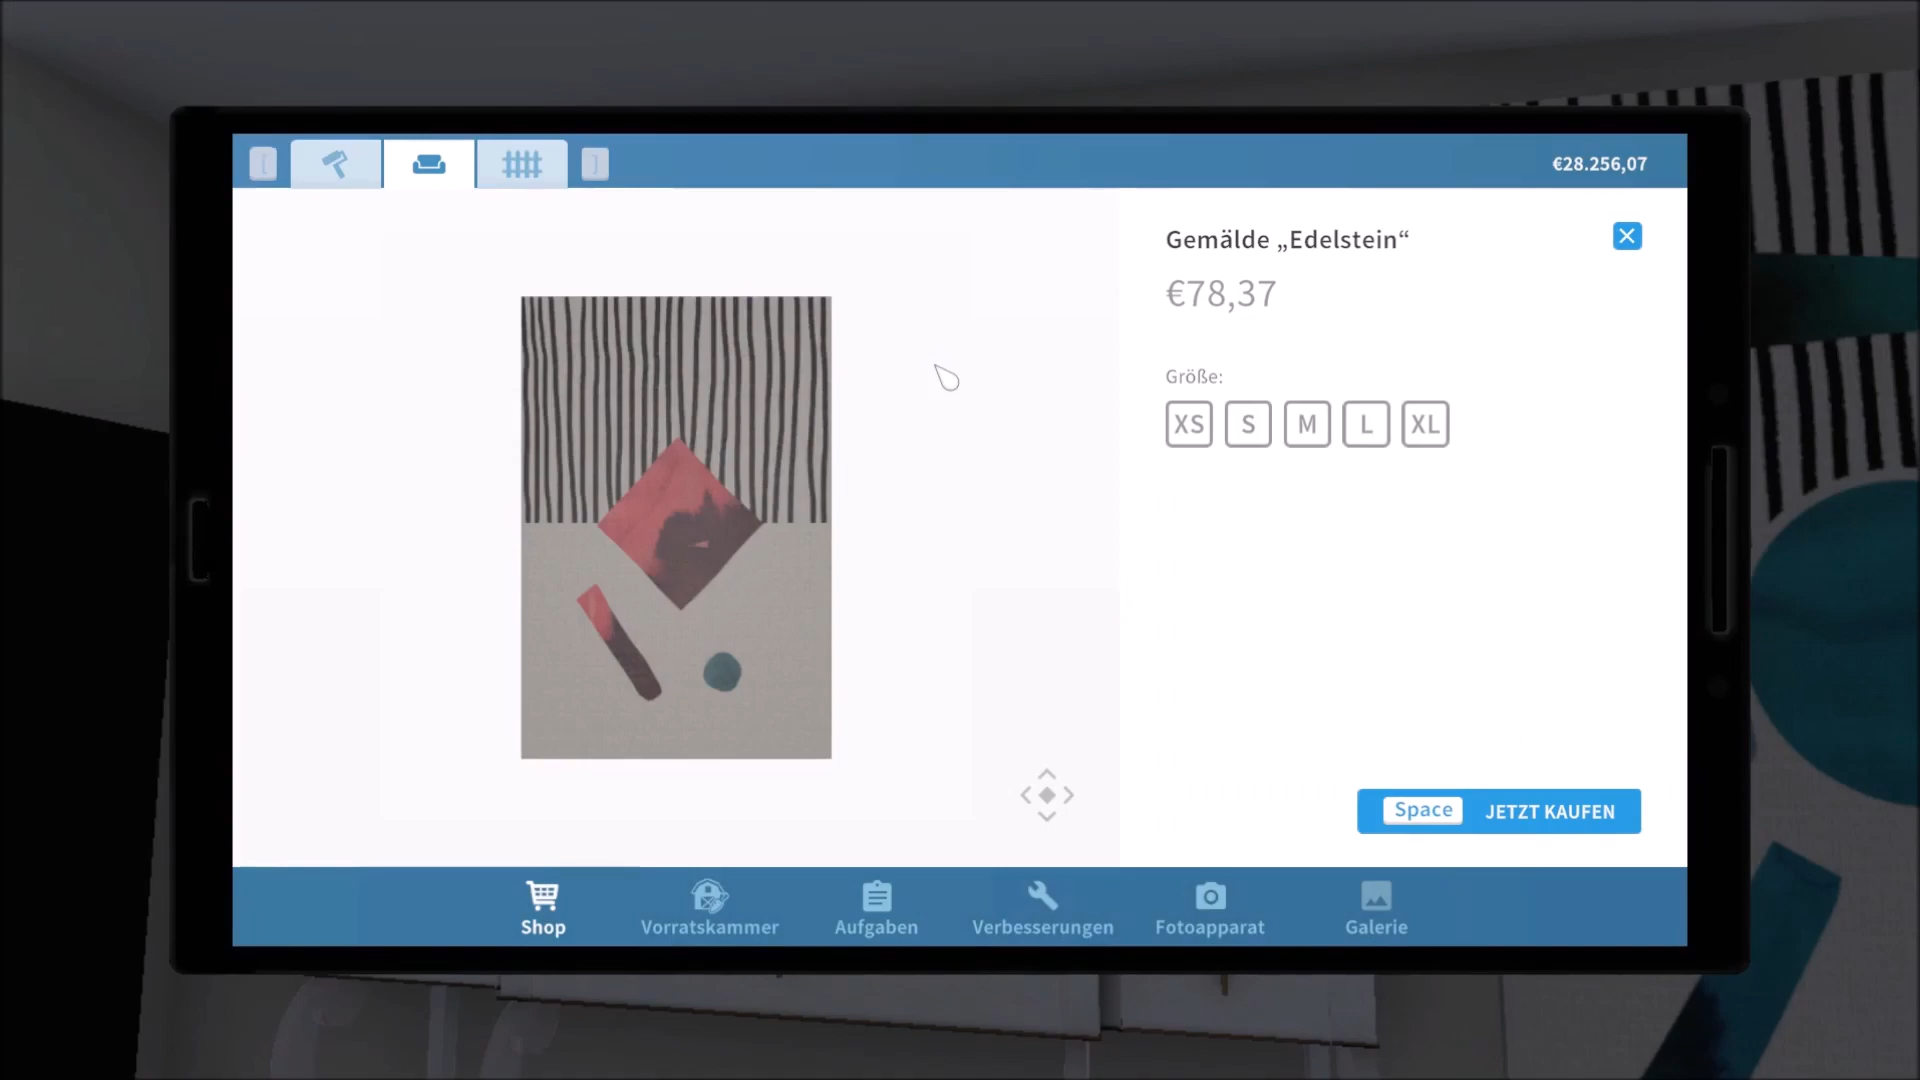 [
]
€28.256,07
Gemälde „Edelstein“
€78,37
Größe:
XS S M L XL
Space JETZT KAUFEN
Shop Vorratskammer Aufgaben Verbesserungen Fotoapparat Galerie